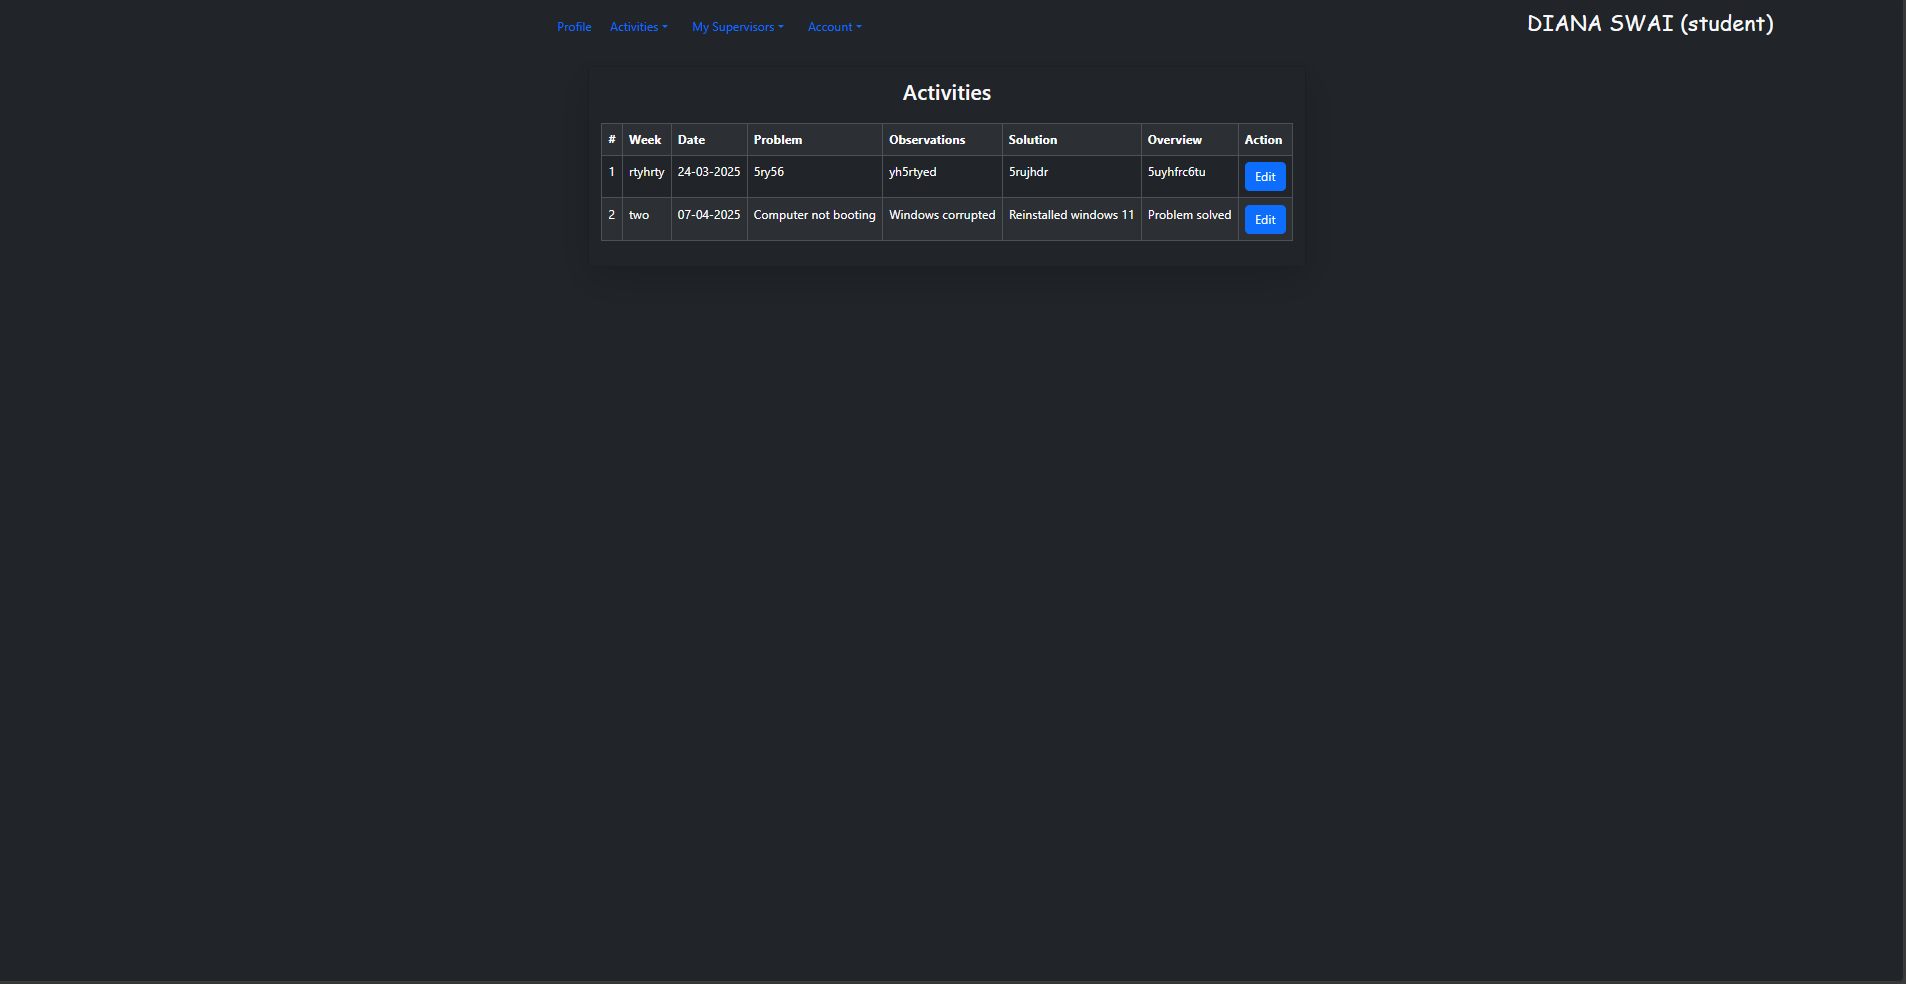 Profile Activities My Supervisors Account DIANA SWAI (student)
Activities
# Week Date Problem Observations Solution Overview Action
1 rtyhrty 24-03-2025 5ry56 yh5rtyed 5rujhdr 5uyhfrc6tu Edit
2 two 07-04-2025 Computer not booting Windows corrupted Reinstalled windows 11 Problem solved Edit